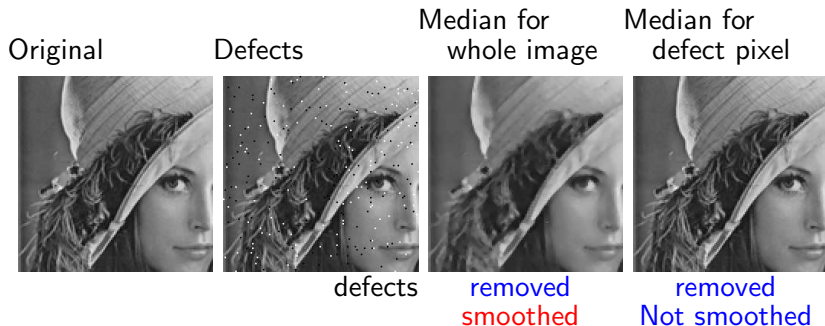 Original
Defects
Median for
whole image
Median for
defect pixel
defects
removed
smoothed
removed
Not smoothed